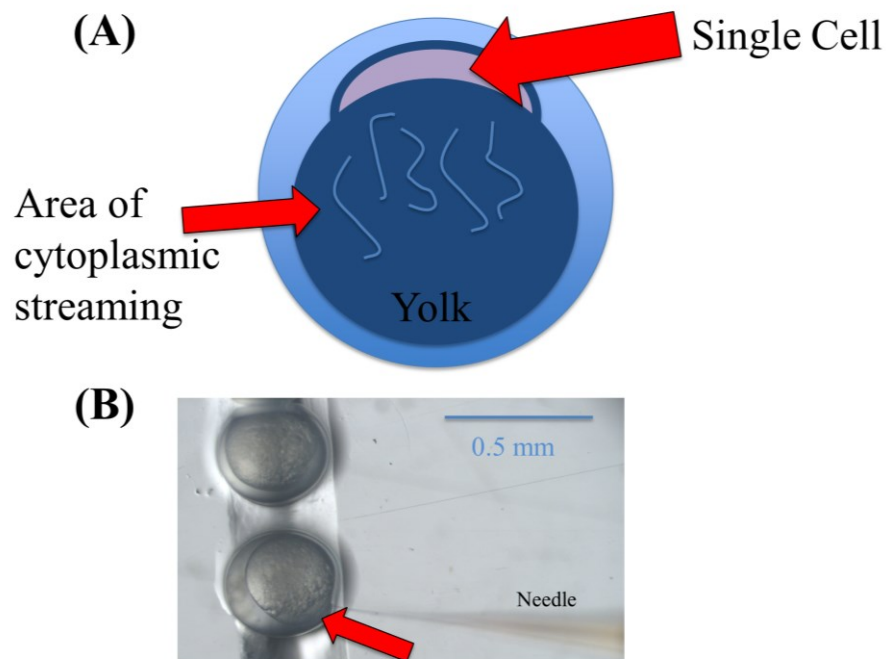 (A)
Single Cell
Area of
cytoplasmic
streaming
Yolk
(B)
0.5 mm
Needle